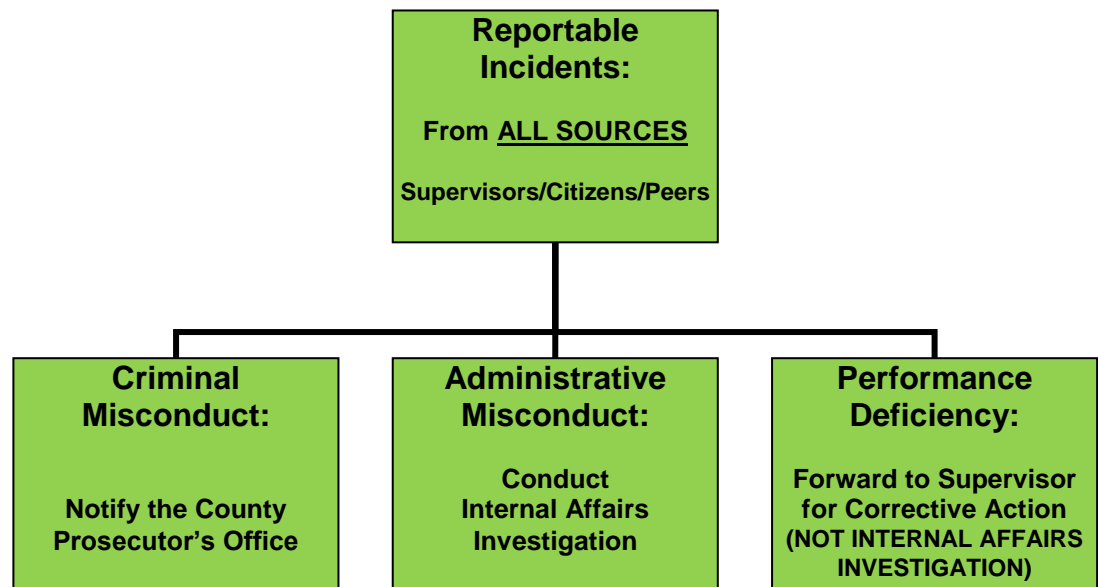 Reportable
Incidents:
From ALL SOURCES
Supervisors/Citizens/Peers
Criminal
Misconduct:
Notify the County
Prosecutor's Office
Administrative
Misconduct:
Conduct
Internal Affairs
Investigation
Performance
Deficiency:
Forward to Supervisor
for Corrective Action
(NOT INTERNAL AFFAIRS
INVESTIGATION)